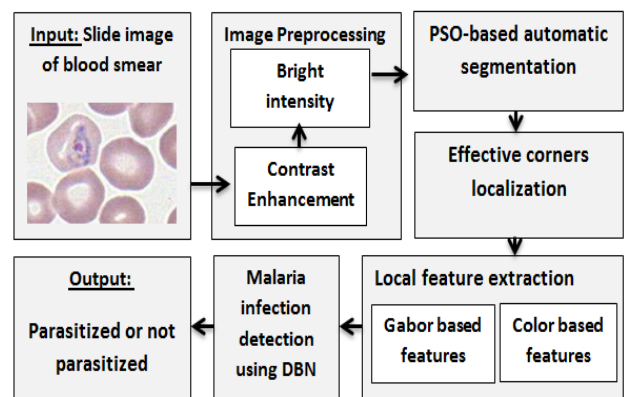 Input: Slide image
of blood smear
Image Preprocessing
Bright
intensity
Contrast
Enhancement
PSO-based automatic
segmentation
Effective corners
localization
Local feature extraction
Gabor based
features
Color based
features
Malaria
infection
detection
using DBN
Output:
Parasitized or not
parasitized